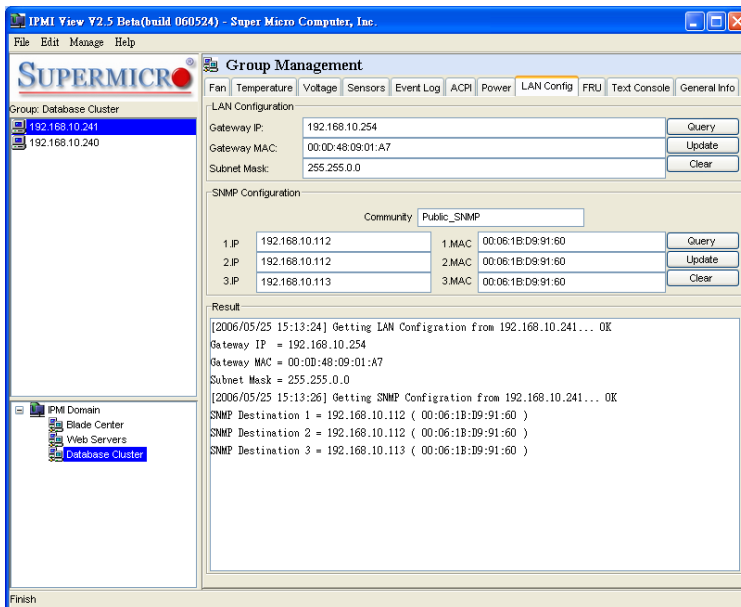 IPMI View V2.5 Beta(build 060524) - Super Micro Computer, Inc.
File Edit Manage Help
SUPERMICRO®
Group: Database Cluster
192.168.10.241
192.168.10.240
IPMI Domain
Blade Center
Web Servers
Database Cluster
Group Management
Fan Temperature Voltage Sensors Event Log ACPI Power LAN Config FRU Text Console General Info
LAN Configuration
Gateway IP: 192.168.10.254 Query
Gateway MAC: 00:0D:48:09:01:A7 Update
Subnet Mask: 255.255.0.0 Clear
SNMP Configuration
Community Public_SNMP
1.IP 192.168.10.112 1.MAC 00:06:1B:D9:91:60 Query
2.IP 192.168.10.112 2.MAC 00:06:1B:D9:91:60 Update
3.IP 192.168.10.113 3.MAC 00:06:1B:D9:91:60 Clear
Result
[2006/05/25 15:13:24] Getting LAN Configration from 192.168.10.241... OK
Gateway IP = 192.168.10.254
Gateway MAC = 00:0D:48:09:01:A7
Subnet Mask = 255.255.0.0
[2006/05/25 15:13:26] Getting SNMP Configration from 192.168.10.241... OK
SNMP Destination 1 = 192.168.10.112 ( 00:06:1B:D9:91:60 )
SNMP Destination 2 = 192.168.10.112 ( 00:06:1B:D9:91:60 )
SNMP Destination 3 = 192.168.10.113 ( 00:06:1B:D9:91:60 )
Finish